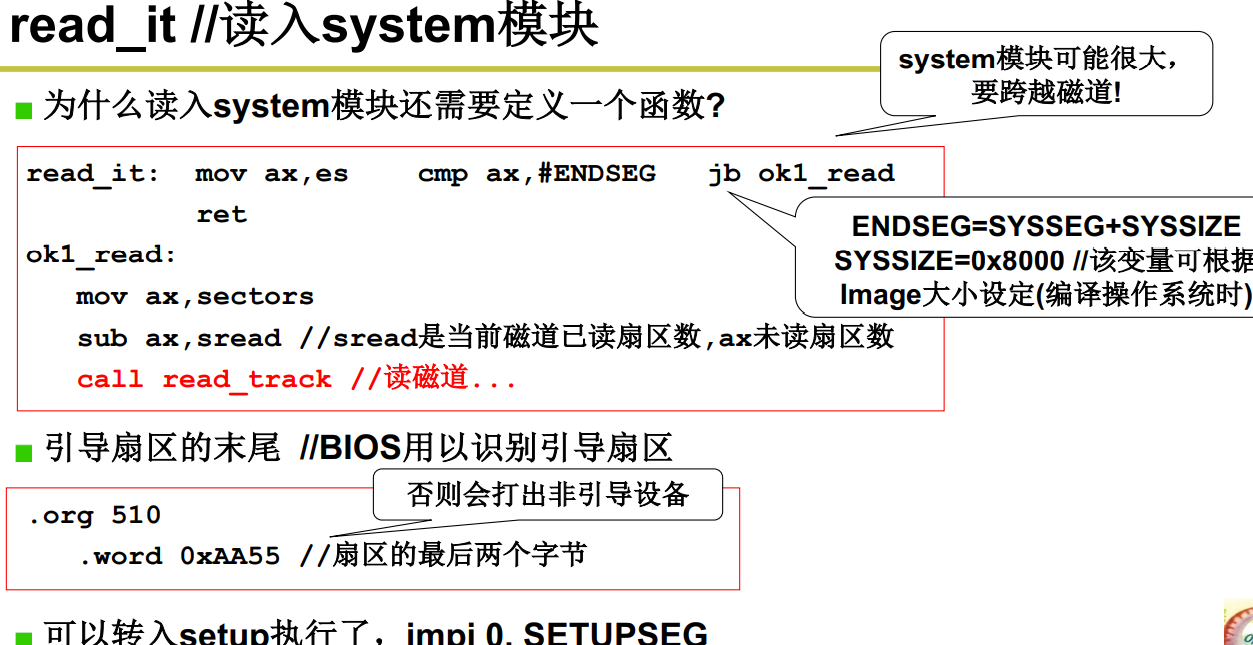 read_it //读入system模块
system模块可能很大，
要跨越磁道!
为什么读入system模块还需要定义一个函数?
read_it: mov ax,es cmp ax,#ENDSEG jb ok1_read
ret
ENDSEG=SYSSEG+SYSSIZE
SYSSIZE=0x8000 //该变量可根据
Image大小设定(编译操作系统时)
ok1_read:
mov ax,sectors
sub ax,sread //sread是当前磁道已读扇区数,ax未读扇区数
call read_track //读磁道...
引导扇区的末尾 //BIOS用以识别引导扇区
否则会打出非引导设备
.org 510
.word 0xAA55 //扇区的最后两个字节
可以转入setup执行了，jmpi 0, SETUPSEG